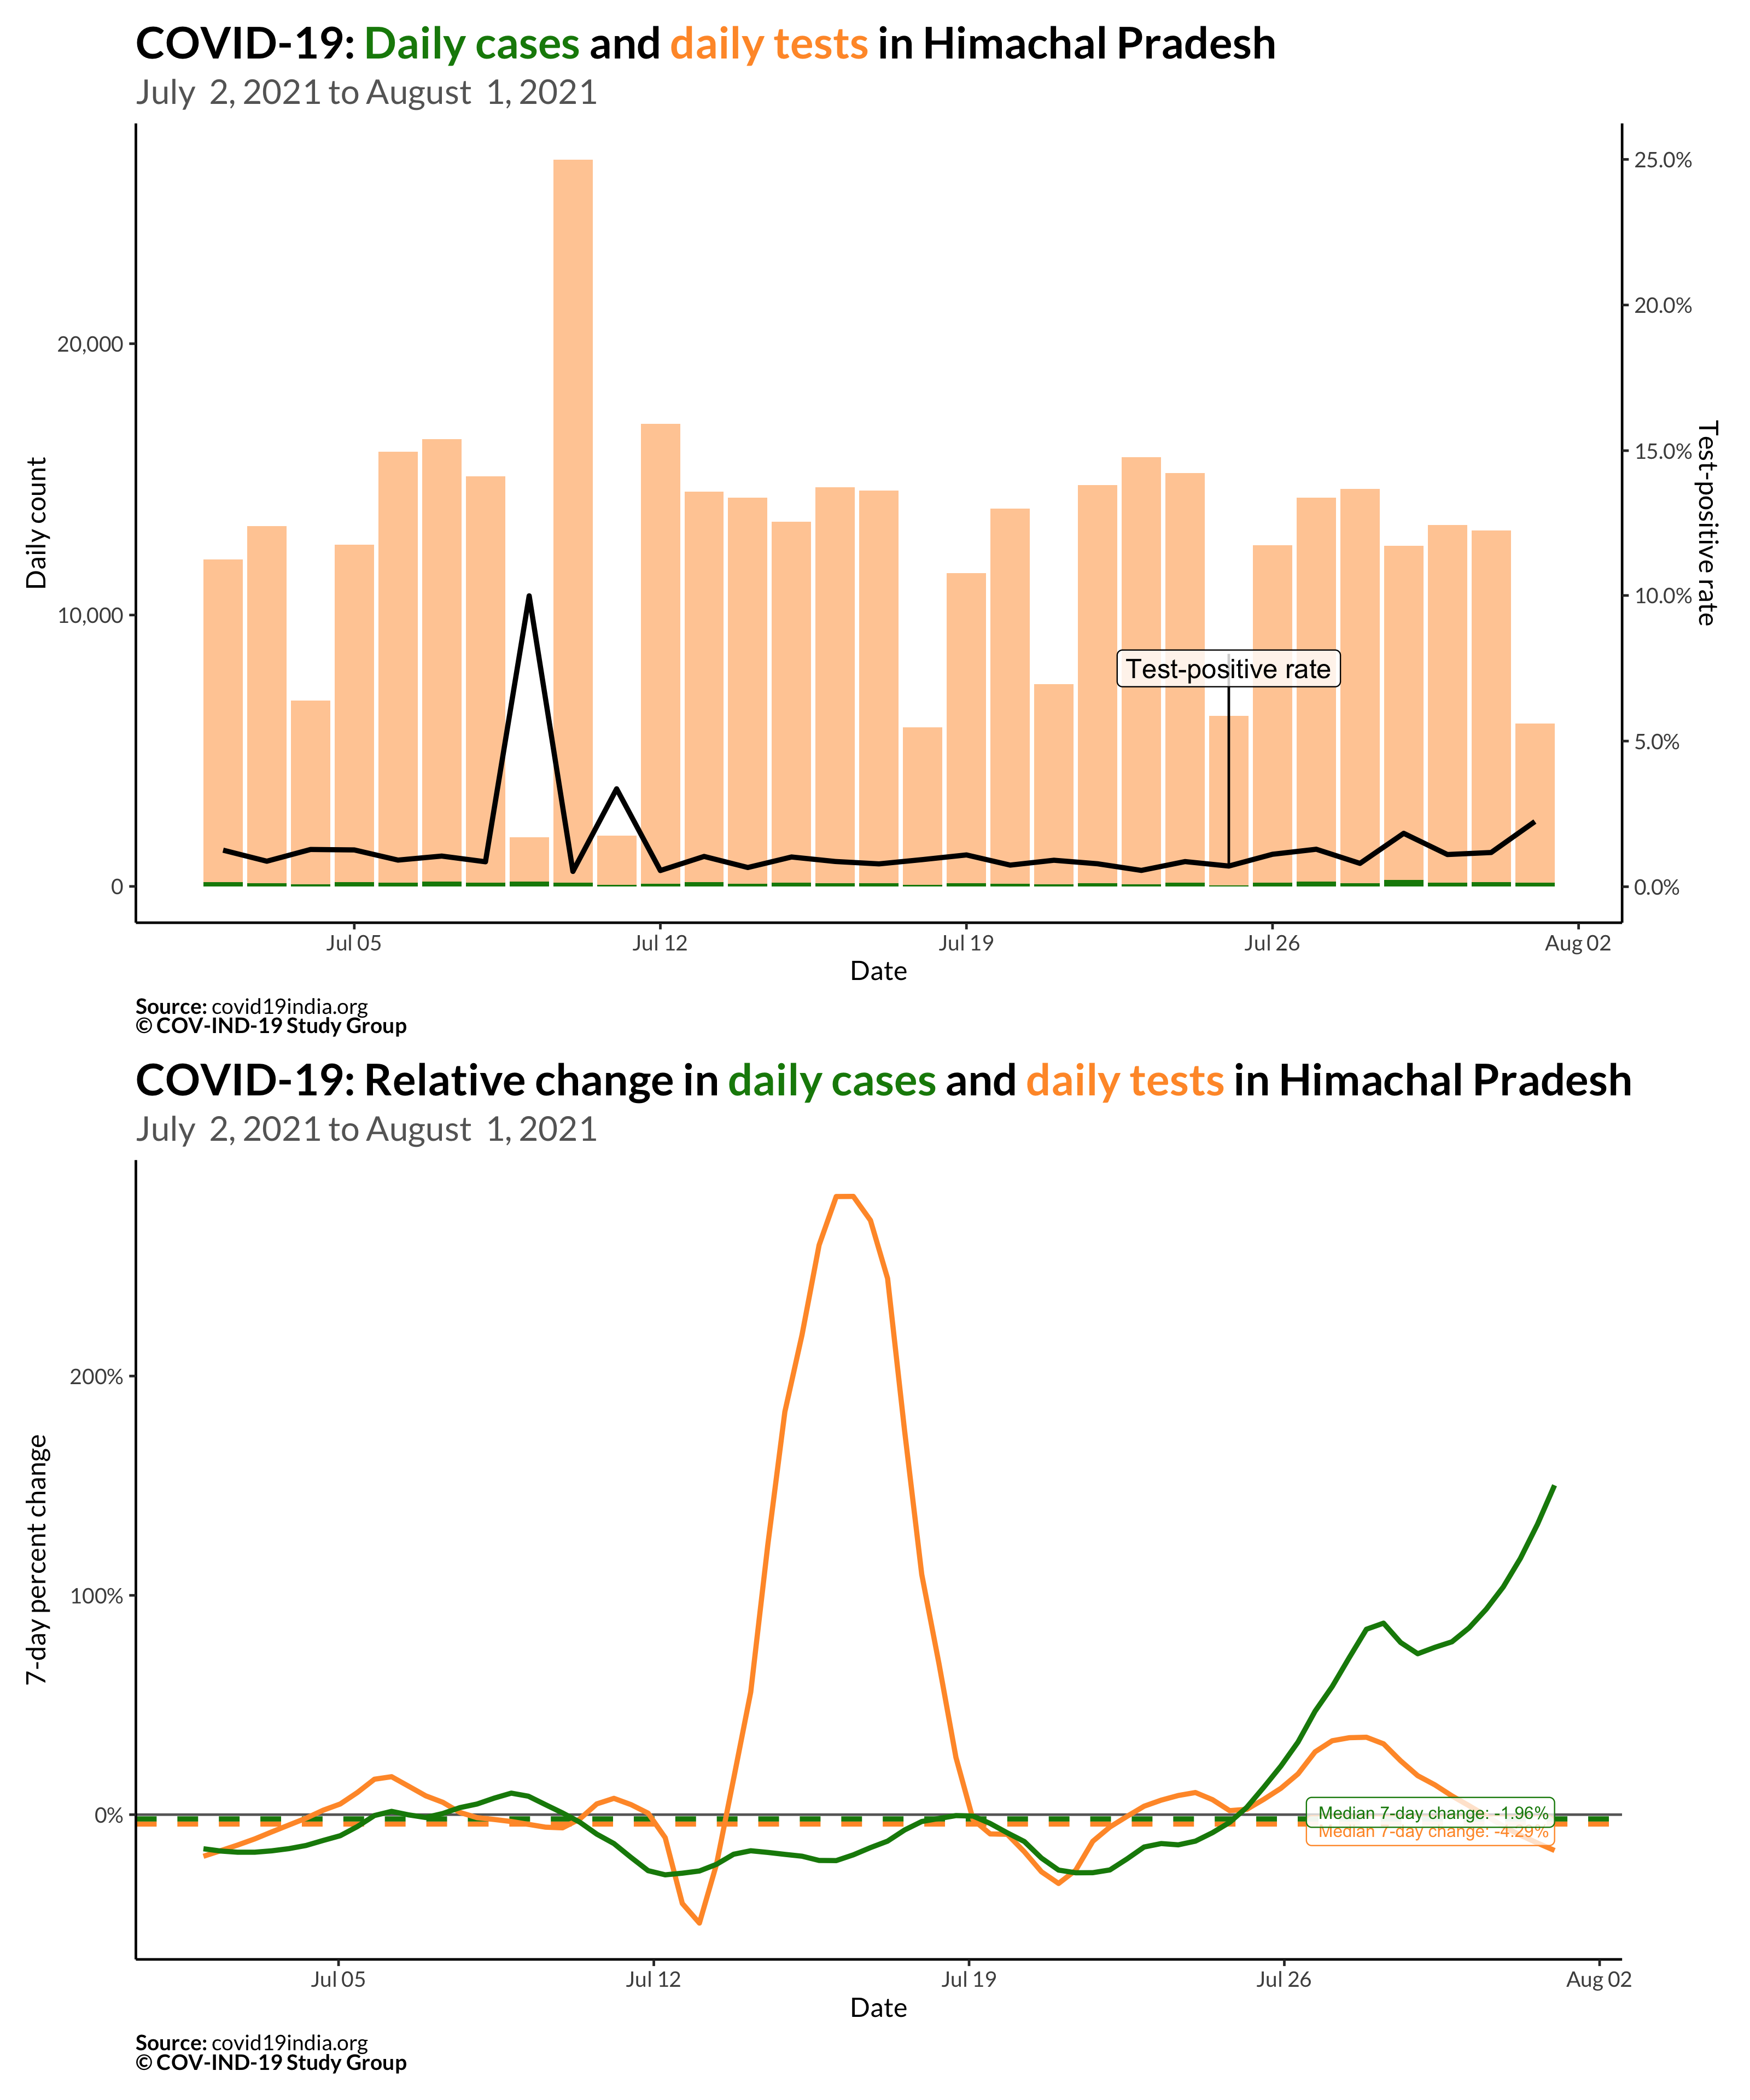 COVID-19: Daily cases and daily tests in Himachal Pradesh
July 2, 2021 to August 1, 2021
25.0%
20.0%
20,000
15.0%
Daily count
Test-positive rate
10,000
10.0%
Test-positive rate
5.0%
0
0.0%
Jul 05
Jul 12
Jul 19
Jul 26
Aug 02
Date
Source: covid19india.org
© COV-IND-19 Study Group
COVID-19: Relative change in daily cases and daily tests in Himachal Pradesh
July 2, 2021 to August 1, 2021
200%
7-day percent change
100%
0%
Median 7-day change: -1.96%
Median 7-day change: -4.29%
Jul 05
Jul 12
Jul 19
Jul 26
Aug 02
Date
Source: covid19india.org
© COV-IND-19 Study Group